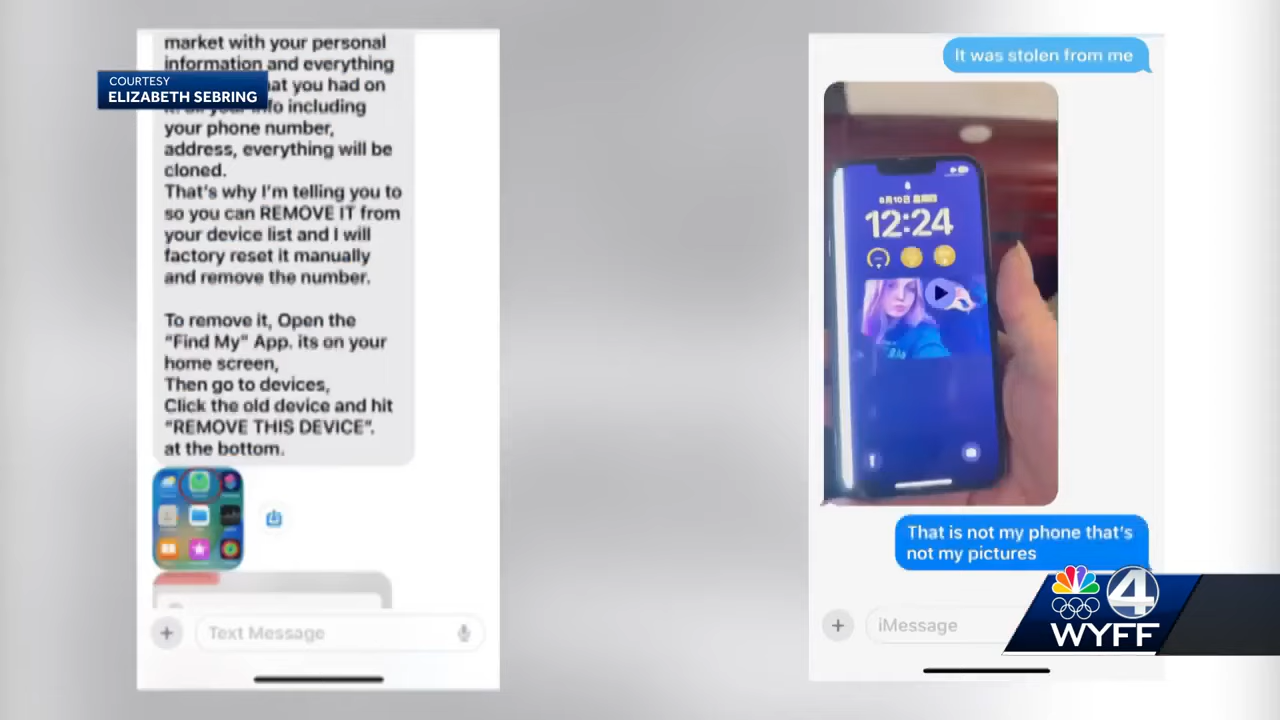 market with your personal
information and everything
at you had on
including
your phone number,
address, everything will be
cloned.
That's why I'm telling you to
so you can REMOVE IT from
your device list and I will
factory reset it manually
and remove the number.
To remove it, Open the
“Find My” App. its on your
home screen,
Then go to devices,
Click the old device and hit
“REMOVE THIS DEVICE”.
at the bottom.
Text Message
COURTESY
ELIZABETH SEBRING
It was stolen from me
12:24
That is not my phone that's
not my pictures
iMessage
4
WYFF